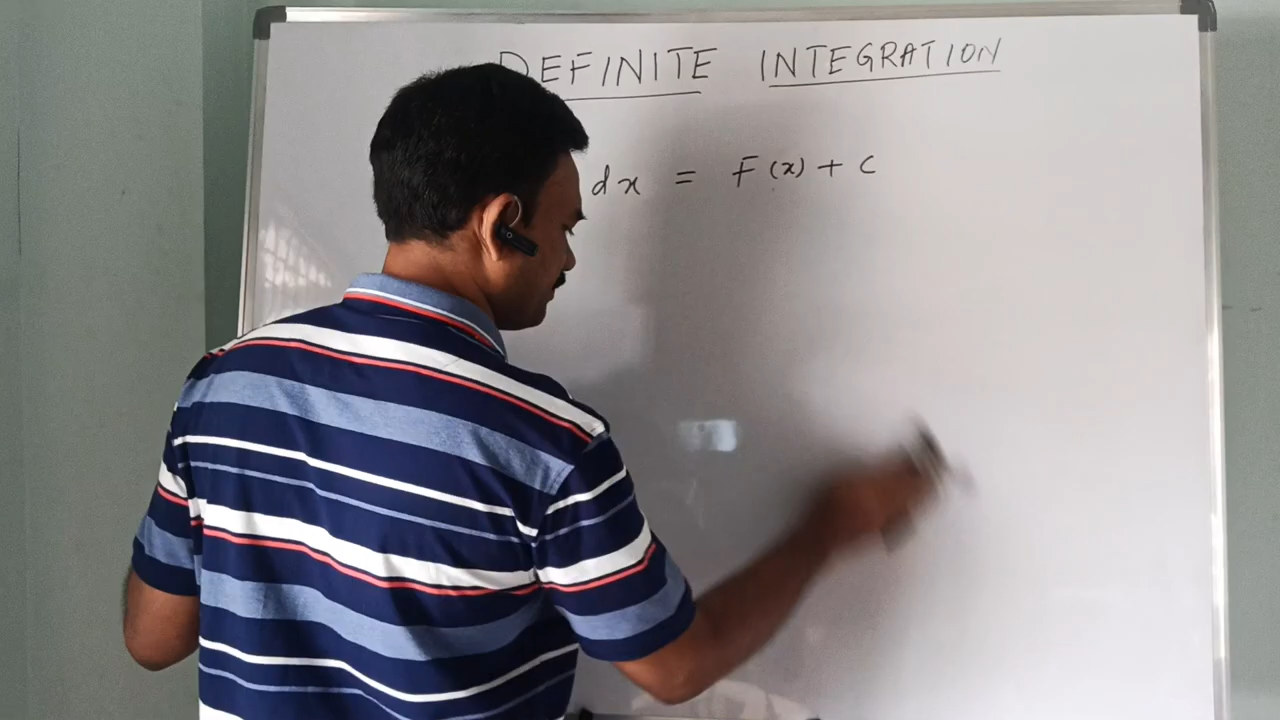 DEFINITE INTEGRATION
dx = F(x) + C